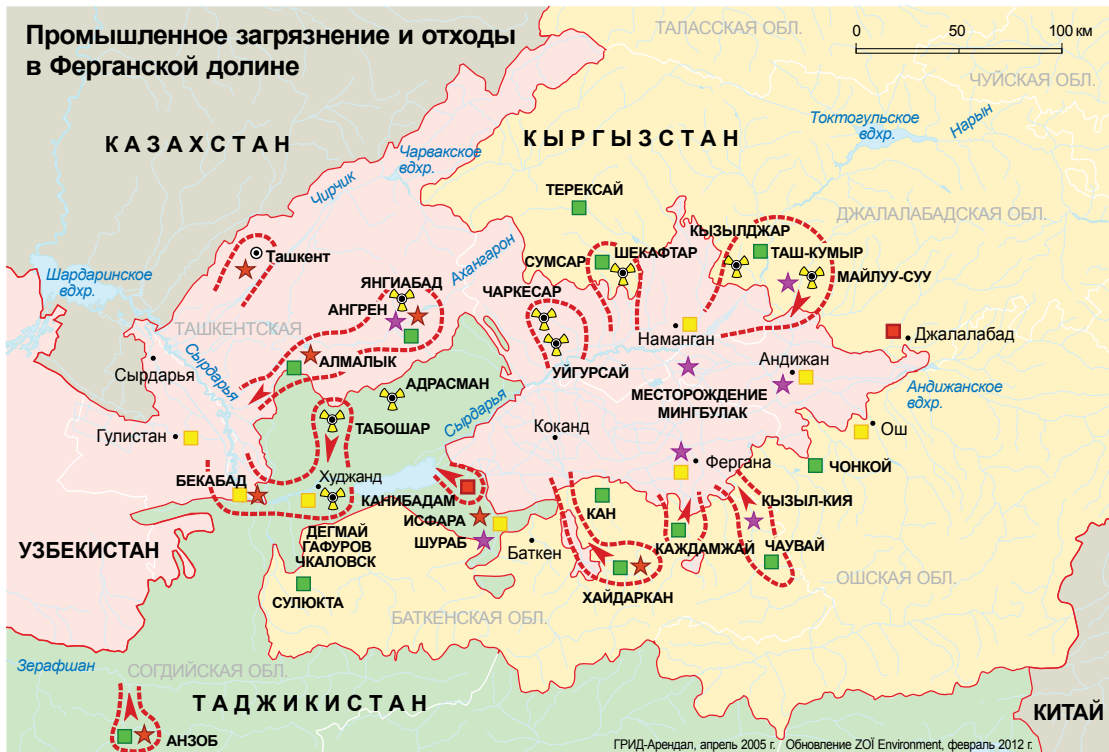 Промышленное загрязнение и отходы
в Ферганской долине
ТАЛАССКАЯ ОБЛ.
0 50 100 км
ЧУЙСКАЯ ОБЛ.
КАЗАХСТАН
КЫРГЫЗСТАН
Токтогульское
вдхр.
Нарын
Чарвакское
вдхр.
Чирчик
ТЕРЕКСАЙ
ДЖАЛАЛАБАДСКАЯ ОБЛ.
КЫЗЫЛДЖАР
Ташкент
Ахангарон
СУМСАР
ШЕКАФТАР
ТАШ-КУМЫР
МАЙЛУУ-СУУ
Шардаринское
вдхр.
ЯНГИАБАД
АНГРЕН
ЧАРКЕСАР
ТАШКЕНТСКАЯ
Наманган
Джалалабад
Сырдарья
Сырдарья
АЛМАЛЫК
УЙГУРСАЙ
Андижан
АДРАСМАН
МЕСТОРОЖДЕНИЕ
МИНГБУЛАК
Андижанское
вдхр.
ТАБОШАР
Сырдарья
Гулистан
Коканд
Ош
Фергана
ЧОНКОЙ
БЕКАБАД
Худжанд
КАНИБАДАМ
КАН
КЫЗЫЛ-КИЯ
ИСФАРА
ШУРАБ
Баткен
ДЕГМАЙ
ГАФУРОВ
ЧКАЛОВСК
КАЖДАМЖАЙ
ЧАУВАЙ
УЗБЕКИСТАН
СУЛЮКТА
ХАЙДАРКАН
ОШСКАЯ ОБЛ.
БАТКЕНСКАЯ ОБЛ.
Зерафшан
СОГДИЙСКАЯ ОБЛ.
ТАДЖИКИСТАН
КИТАЙ
АНЗОБ
ГРИД-Арендал, апрель 2005 г. Обновление ZOÏ Environment, февраль 2012 г.